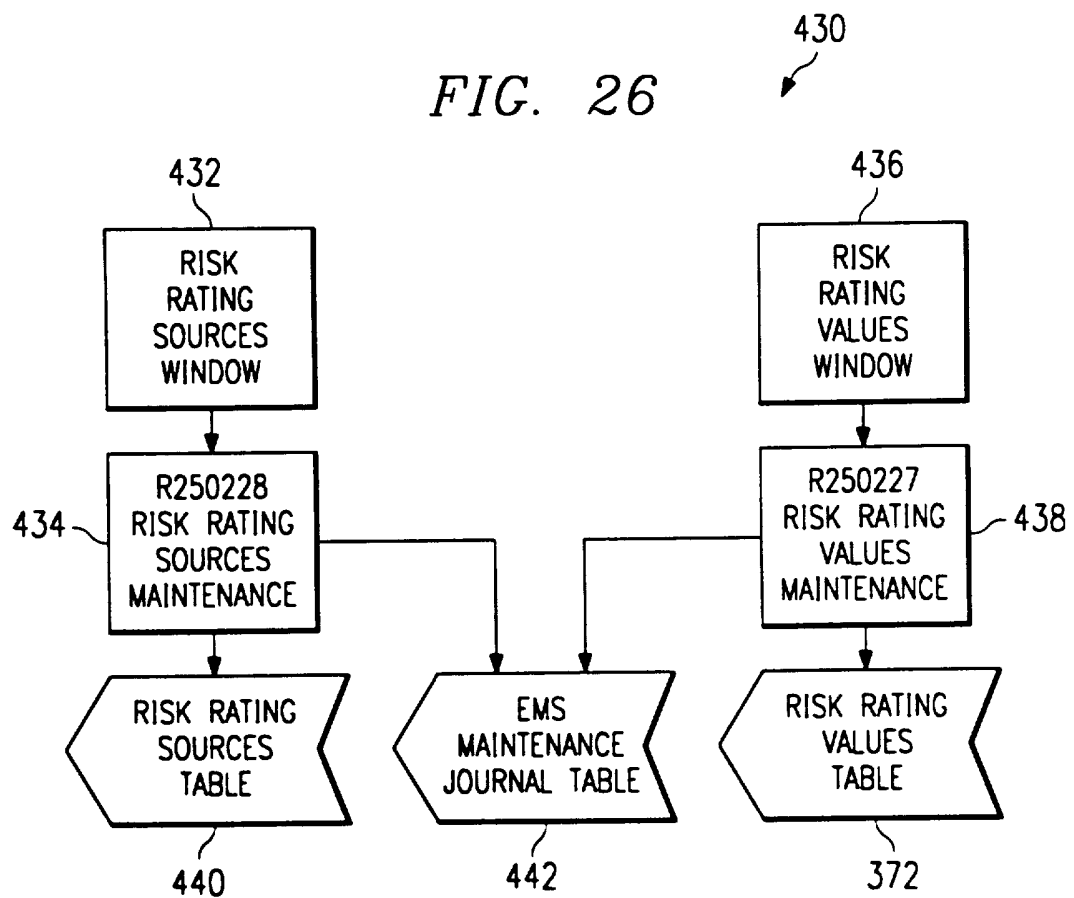 430
FIG. 26
432
436
RISK
RATING
SOURCES
WINDOW
RISK
RATING
VALUES
WINDOW
434
R250228
RISK RATING
SOURCES
MAINTENANCE
R250227
RISK RATING
VALUES
MAINTENANCE
438
RISK RATING
SOURCES
TABLE
EMS
MAINTENANCE
JOURNAL TABLE
RISK RATING
VALUES
TABLE
440
442
372